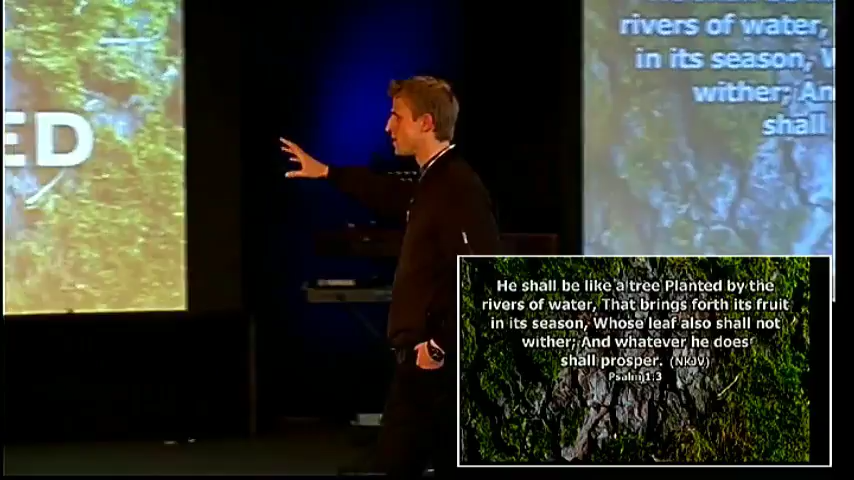 ED
rivers of water,
in its season, W
wither; An
shall
He shall be like a tree Planted by the
rivers of water, That brings forth its fruit
in its season, Whose leaf also shall not
wither; And whatever he does
shall prosper. (NKJV)
Psalm 1:3